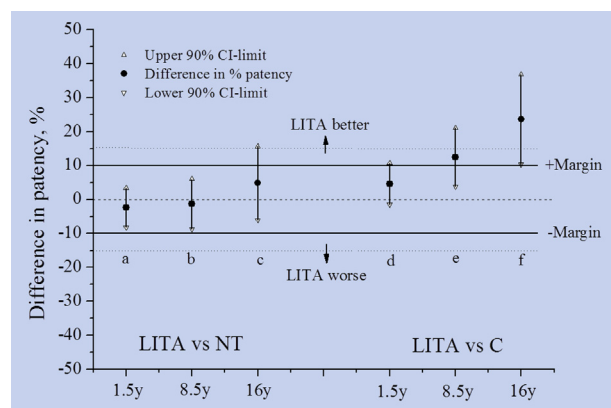 50
40
30
20
10
0
-10
-20
-30
-40
-50
Difference in patency, %
Upper 90% CI-limit
Difference in % patency
Lower 90% CI-limit
LITA better
+Margin
-Margin
a b c d e f
LITA worse
LITA vs NT LITA vs C
1.5y 8.5y 16y 1.5y 8.5y 16y